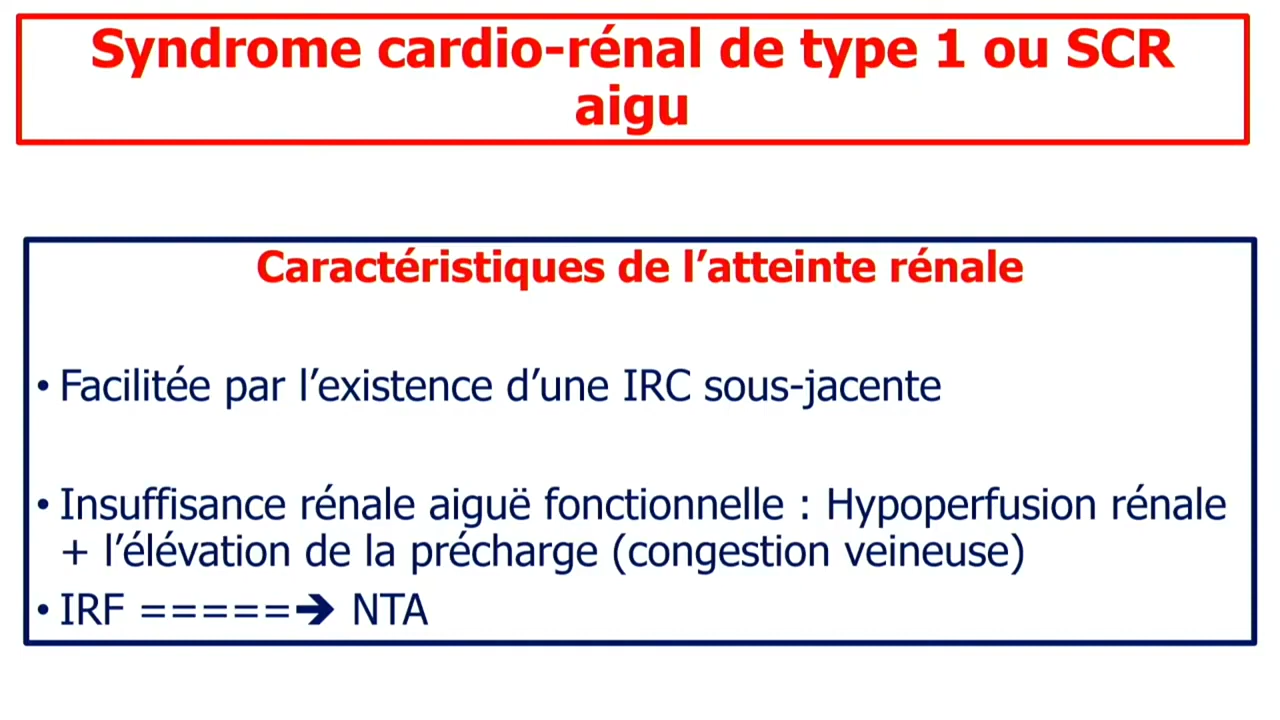 Syndrome cardio-rénal de type 1 ou SCR
aigu
Caractéristiques de l’atteinte rénale
• Facilitée par l’existence d’une IRC sous-jacente
• Insuffisance rénale aiguë fonctionnelle : Hypoperfusion rénale
+ l’élévation de la précharge (congestion veineuse)
• IRF =====➔ NTA